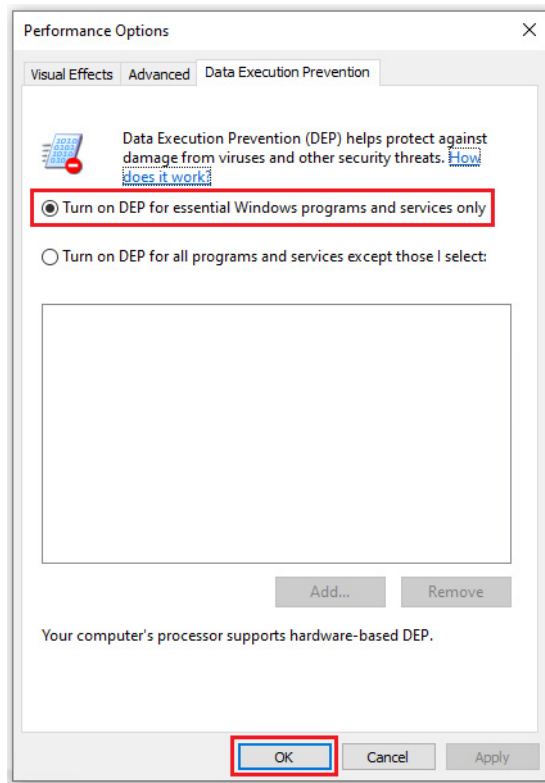 Performance Options
Visual Effects Advanced Data Execution Prevention
Data Execution Prevention (DEP) helps protect against
damage from viruses and other security threats. How
does it work?
Turn on DEP for essential Windows programs and services only
Turn on DEP for all programs and services except those I select:
Add... Remove
Your computer's processor supports hardware-based DEP.
OK Cancel Apply